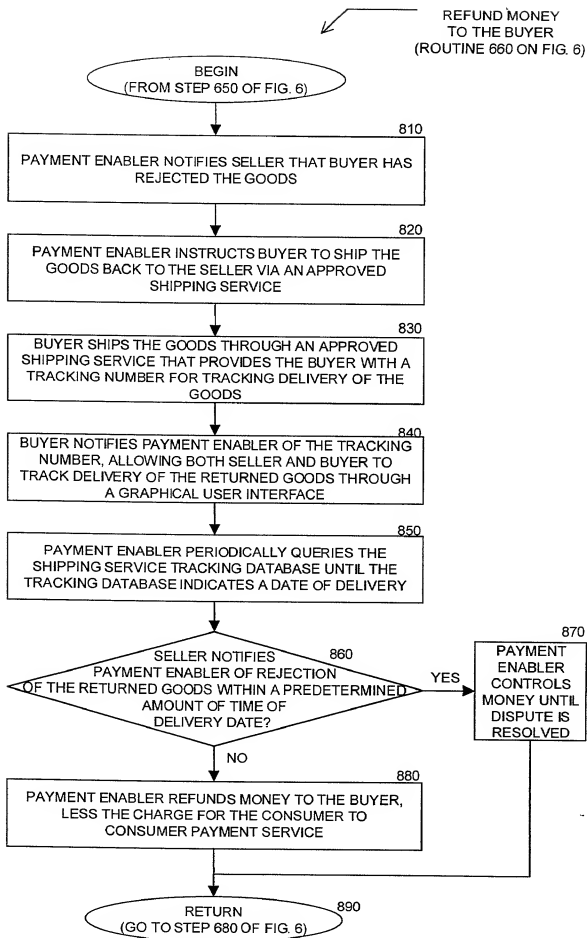 REFUND MONEY
TO THE BUYER
(ROUTINE 660 ON FIG. 6)
BEGIN
(FROM STEP 650 OF FIG. 6)
810
PAYMENT ENABLER NOTIFIES SELLER THAT BUYER HAS
REJECTED THE GOODS
820
PAYMENT ENABLER INSTRUCTS BUYER TO SHIP THE
GOODS BACK TO THE SELLER VIA AN APPROVED
SHIPPING SERVICE
830
BUYER SHIPS THE GOODS THROUGH AN APPROVED
SHIPPING SERVICE THAT PROVIDES THE BUYER WITH A
TRACKING NUMBER FOR TRACKING DELIVERY OF THE
GOODS
840
BUYER NOTIFIES PAYMENT ENABLER OF THE TRACKING
NUMBER, ALLOWING BOTH SELLER AND BUYER TO
TRACK DELIVERY OF THE RETURNED GOODS THROUGH
A GRAPHICAL USER INTERFACE
850
PAYMENT ENABLER PERIODICALLY QUERIES THE
SHIPPING SERVICE TRACKING DATABASE UNTIL THE
TRACKING DATABASE INDICATES A DATE OF DELIVERY
860
SELLER NOTIFIES
PAYMENT ENABLER OF REJECTION
OF THE RETURNED GOODS WITHIN A PREDETERMINED
AMOUNT OF TIME OF
DELIVERY DATE?
YES
870
PAYMENT
ENABLER
CONTROLS
MONEY UNTIL
DISPUTE IS
RESOLVED
NO
880
PAYMENT ENABLER REFUNDS MONEY TO THE BUYER,
LESS THE CHARGE FOR THE CONSUMER TO
CONSUMER PAYMENT SERVICE
890
RETURN
(GO TO STEP 680 OF FIG. 6)